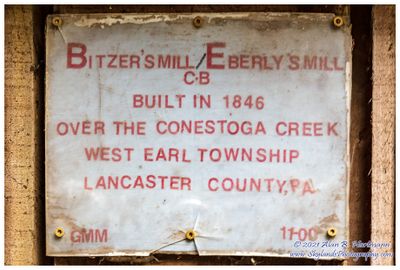 BITZER'S MILL/EBERLY'S MILL
C·B
BUILT IN 1846
OVER THE CONESTOGA CREEK
WEST EARL TOWNSHIP
LANCASTER COUNTY, PA.
GMM 11-00
©2021 Alan B. Hartmann
www.SkylandsPhotography.com